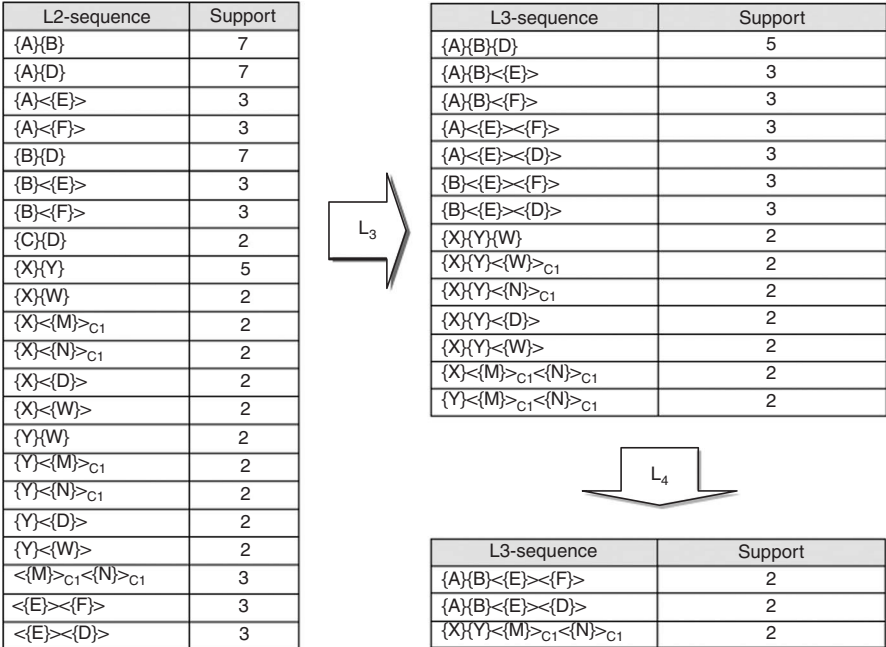 L2-sequence Support
{A}{B} 7
{A}{D} 7
{A}<{E}> 3
{A}<{F}> 3
{B}{D} 7
{B}<{E}> 3
{B}<{F}> 3
{C}{D} 2
{X}{Y} 5
{X}{W} 2
{X}<{M}>C1 2
{X}<{N}>C1 2
{X}<{D}> 2
{X}<{W}> 2
{Y}{W} 2
{Y}<{M}>C1 2
{Y}<{N}>C1 2
{Y}<{D}> 2
{Y}<{W}> 2
<{M}>C1<{N}>C1 3
<{E}><{F}> 3
<{E}><{D}> 3
L3
L3-sequence Support
{A}{B}{D} 5
{A}{B}<{E}> 3
{A}{B}<{F}> 3
{A}<{E}><{F}> 3
{A}<{E}><{D}> 3
{B}<{E}><{F}> 3
{B}<{E}><{D}> 3
{X}{Y}{W} 2
{X}{Y}<{W}>C1 2
{X}{Y}<{N}>C1 2
{X}{Y}<{D}> 2
{X}{Y}<{W}> 2
{X}<{M}>C1<{N}>C1 2
{Y}<{M}>C1<{N}>C1 2
L4
L3-sequence Support
{A}{B}<{E}><{F}> 2
{A}{B}<{E}><{D}> 2
{X}{Y}<{M}>C1<{N}>C1 2